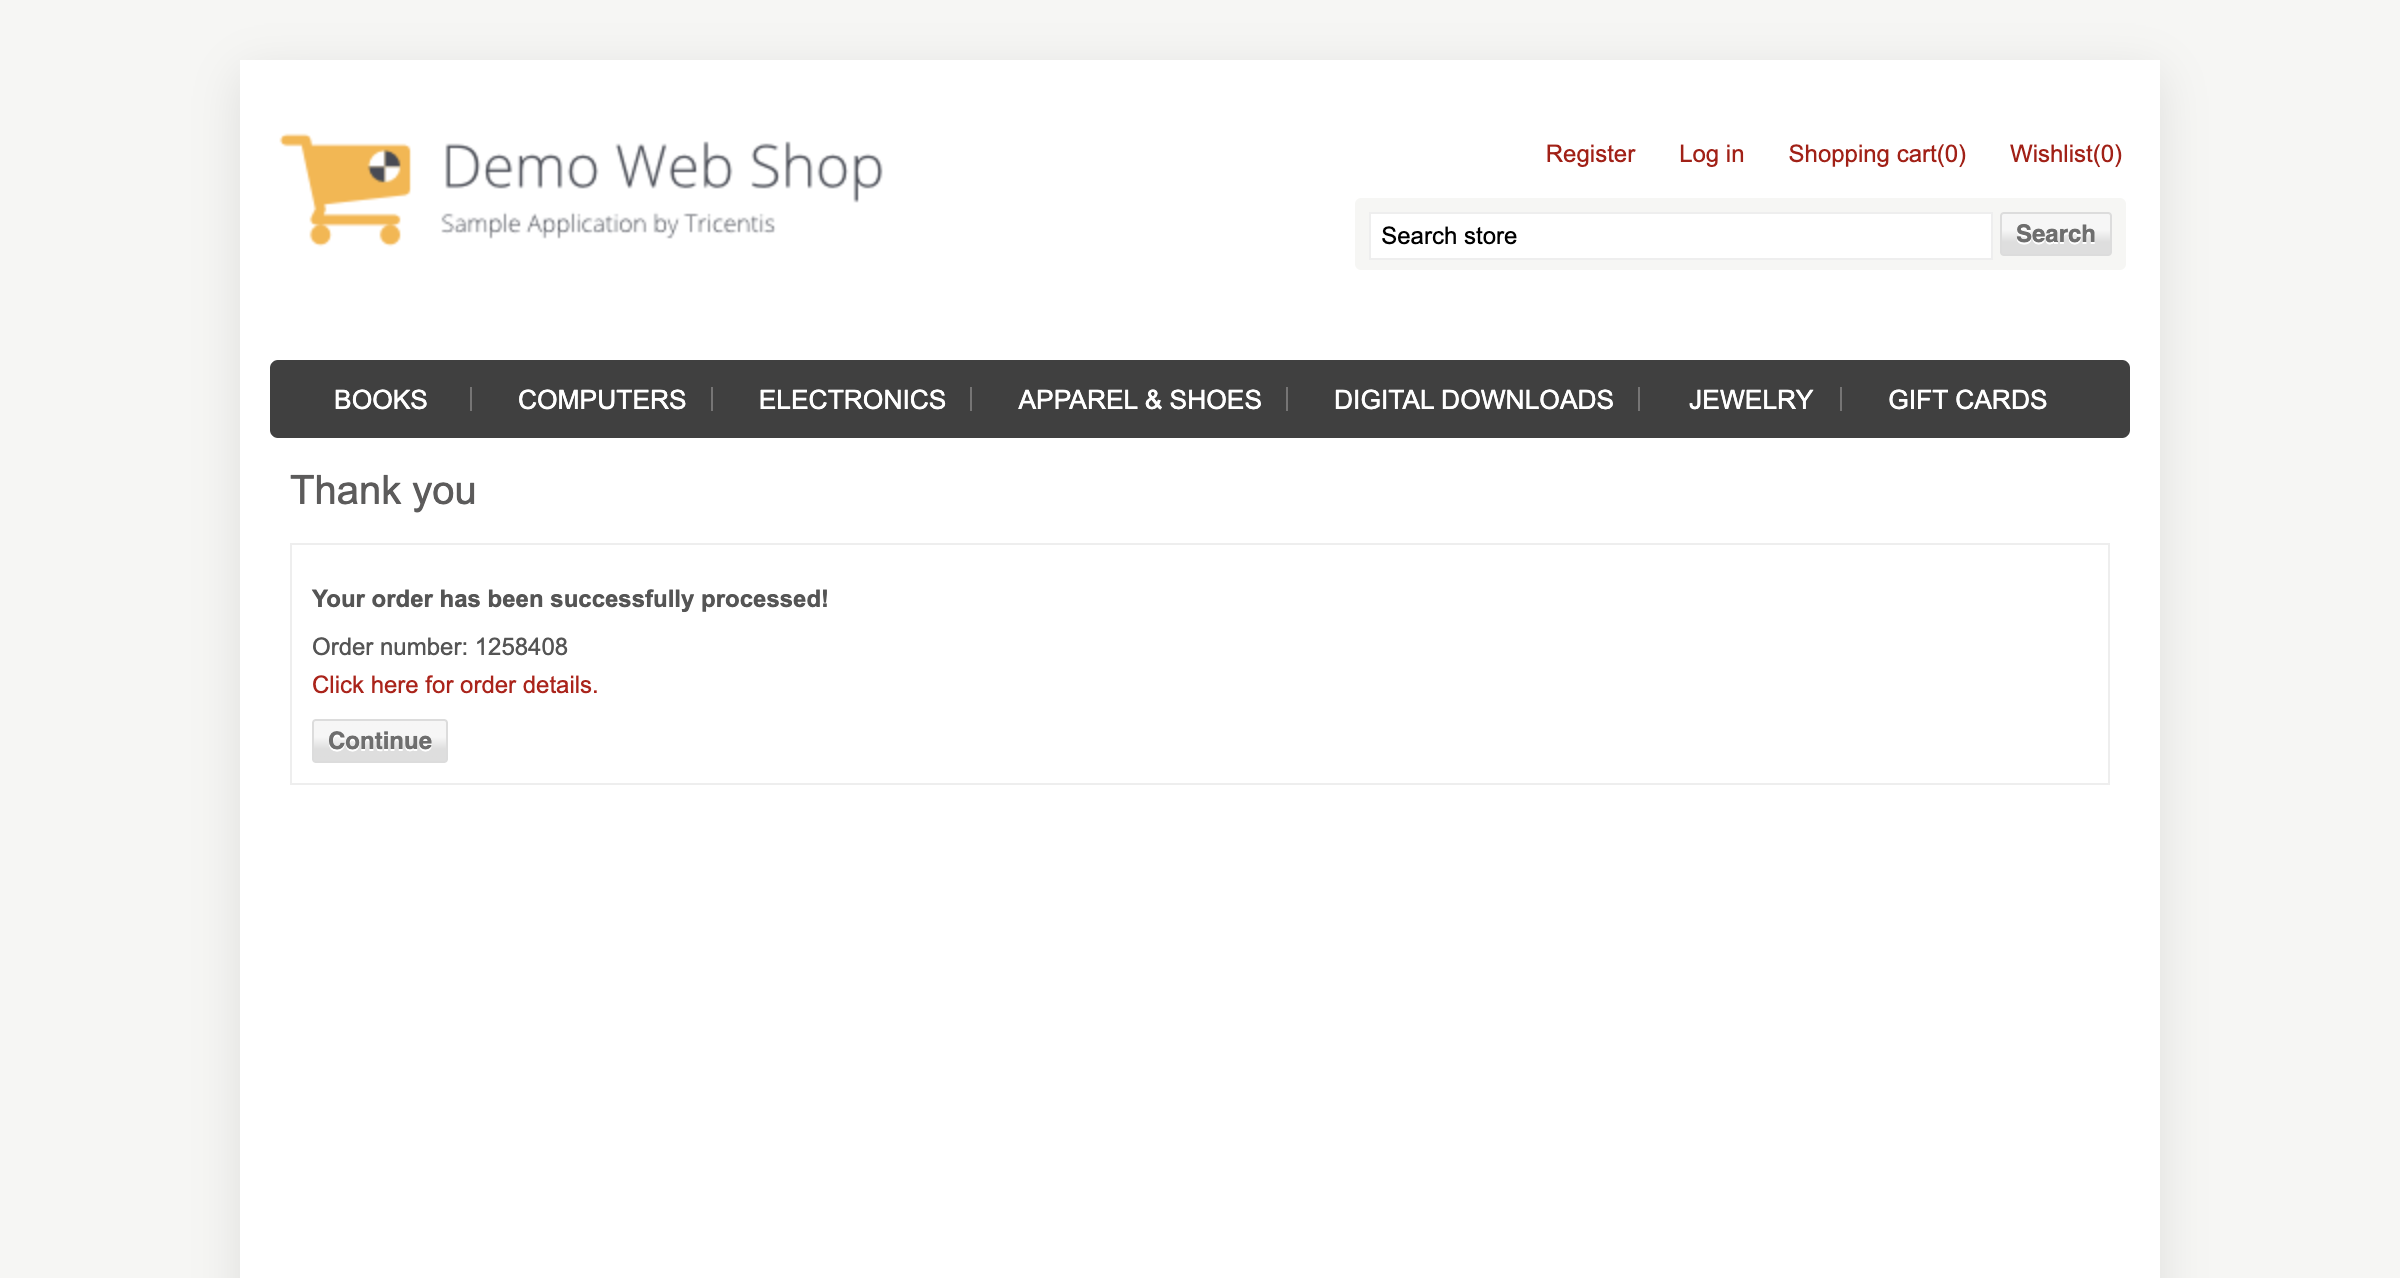 Demo Web Shop
Sample Application by Tricentis
Register Log in Shopping cart(0) Wishlist(0)
Search store Search
BOOKS COMPUTERS ELECTRONICS APPAREL & SHOES DIGITAL DOWNLOADS JEWELRY GIFT CARDS
Thank you
Your order has been successfully processed!
Order number: 1258408
Click here for order details.
Continue